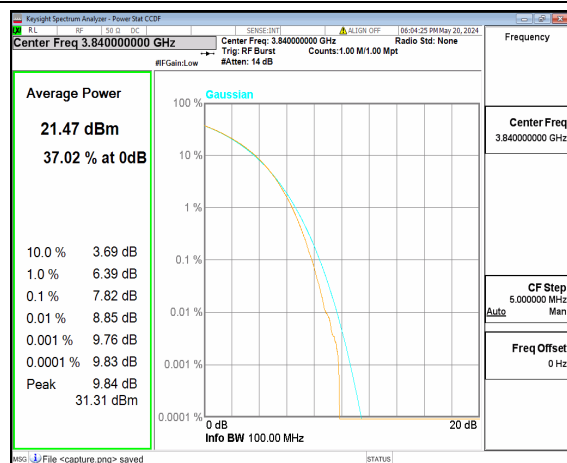 Keysight Spectrum Analyzer - Power Stat CCDF
RL RF 50 Ω DC SENSE:INT ALIGN OFF 06:04:25 PM May 20, 2024
Center Freq 3.840000000 GHz
Center Freq: 3.840000000 GHz Radio Std: None
Trig: RF Burst Counts:1.00 M/1.00 Mpt
#IFGain:Low #Atten: 14 dB
Frequency
Average Power
21.47 dBm
37.02 % at 0dB
10.0 % 3.69 dB
1.0 % 6.39 dB
0.1 % 7.82 dB
0.01 % 8.85 dB
0.001 % 9.76 dB
0.0001 % 9.83 dB
Peak 9.84 dB
31.31 dBm
Gaussian
100 %
10 %
1 %
0.1 %
0.01 %
0.001 %
0.0001 %
0 dB 20 dB
Info BW 100.00 MHz
Center Freq
3.840000000 GHz
CF Step
5.000000 MHz
Auto Man
Freq Offset
0 Hz
MSG File <capture.png> saved STATUS